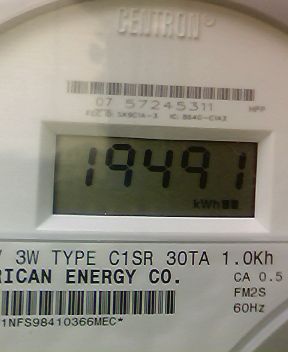 CENTRON
07 57245311 HPP
19491
kWh
V 3W TYPE C1SR 30TA 1.0Kh
RICAN ENERGY CO. CA 0.5
FM2S
60Hz
1NFS98410366MEC*